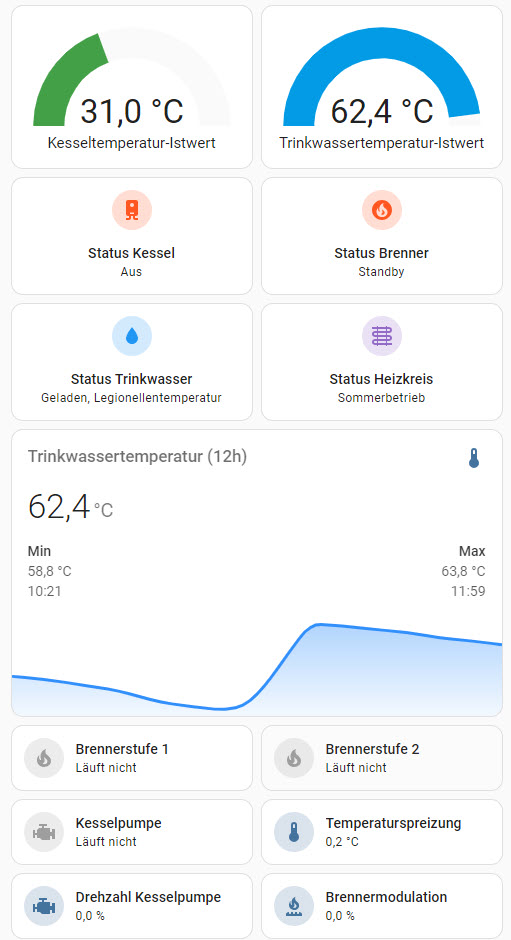 31,0 °C
Kesseltemperatur-Istwert
62,4 °C
Trinkwassertemperatur-Istwert
Status Kessel
Aus
Status Brenner
Standby
Status Trinkwasser
Geladen, Legionellentemperatur
Status Heizkreis
Sommerbetrieb
Trinkwassertemperatur (12h)
62,4 °C
Min
58,8 °C
10:21
Max
63,8 °C
11:59
Brennerstufe 1
Läuft nicht
Brennerstufe 2
Läuft nicht
Kesselpumpe
Läuft nicht
Temperaturspreizung
0,2 °C
Drehzahl Kesselpumpe
0,0 %
Brennermodulation
0,0 %